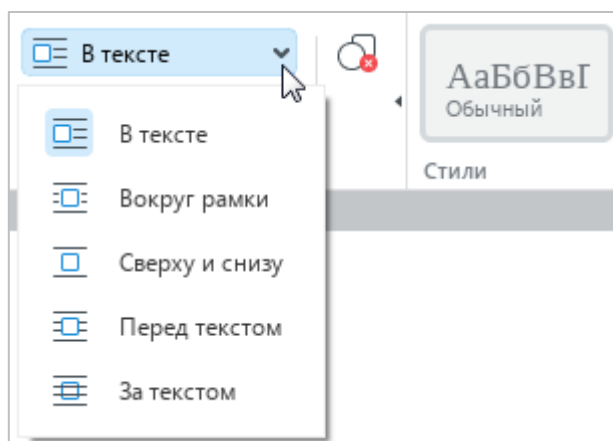 В тексте
АаБбВвГ
Обычный
Стили
В тексте
Вокруг рамки
Сверху и снизу
Перед текстом
За текстом